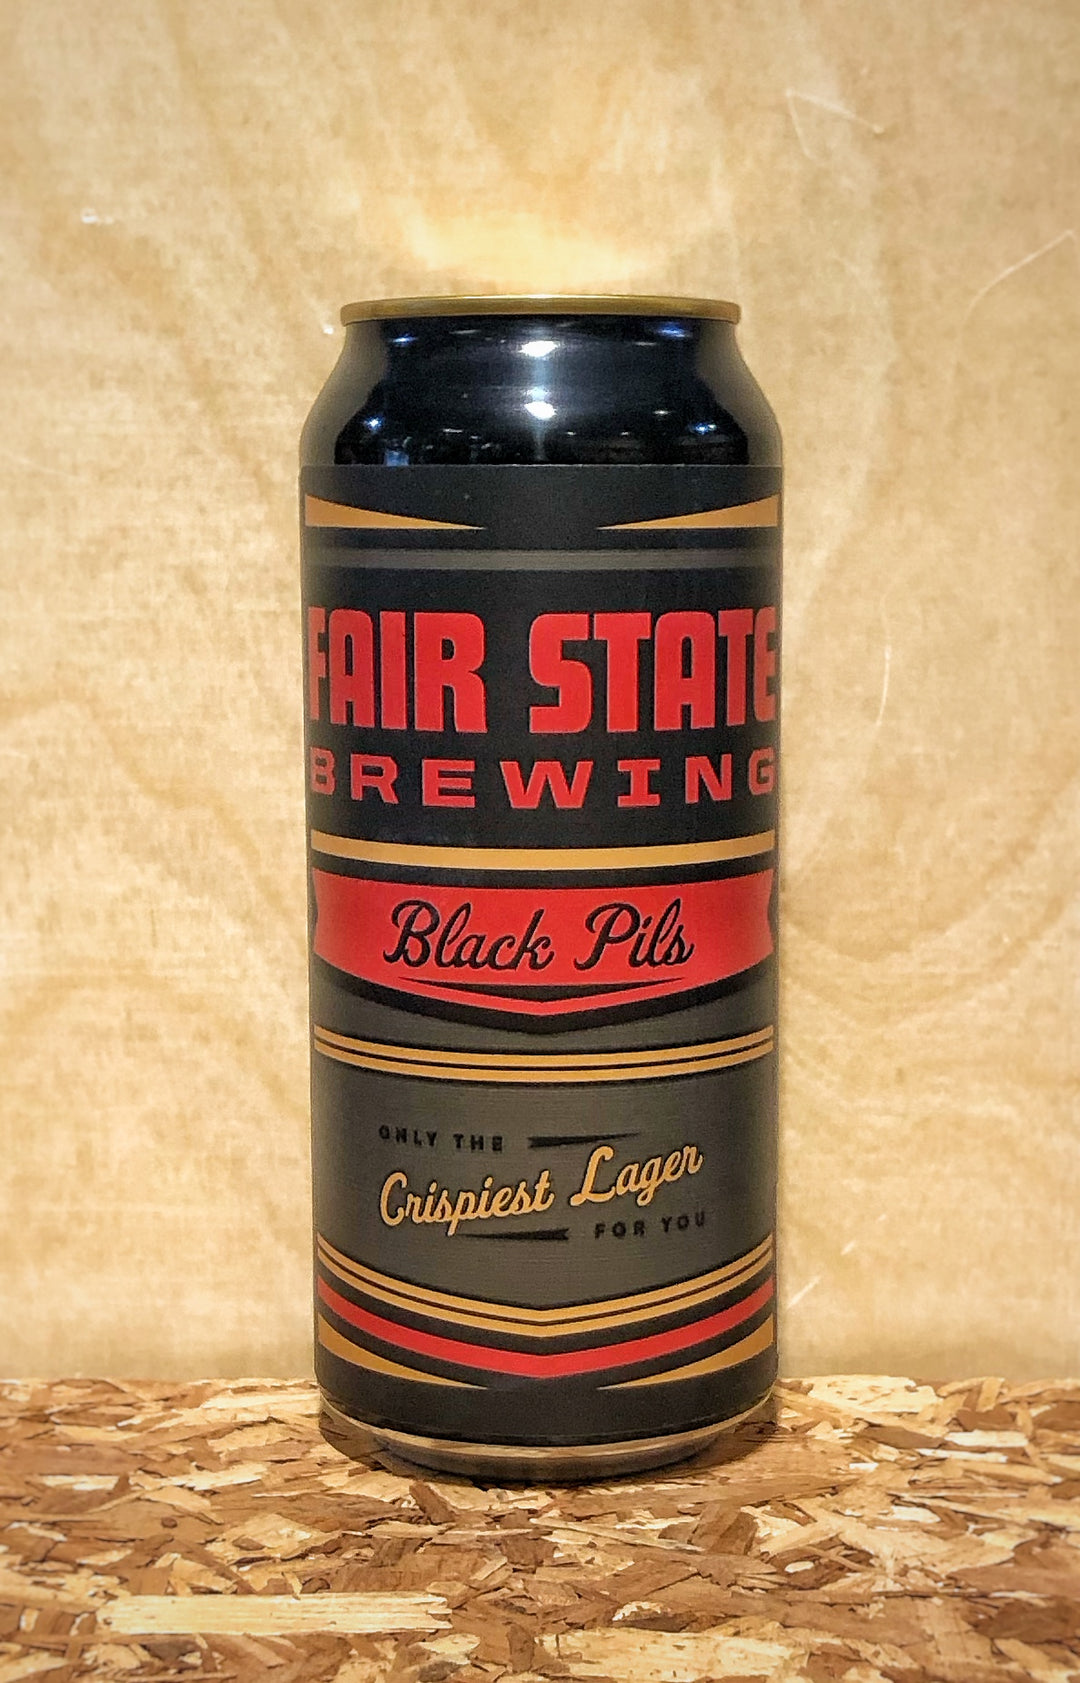 FAIR STATE
BREWING
Black Pils
ONLY THE
Crispiest Lager
FOR YOU